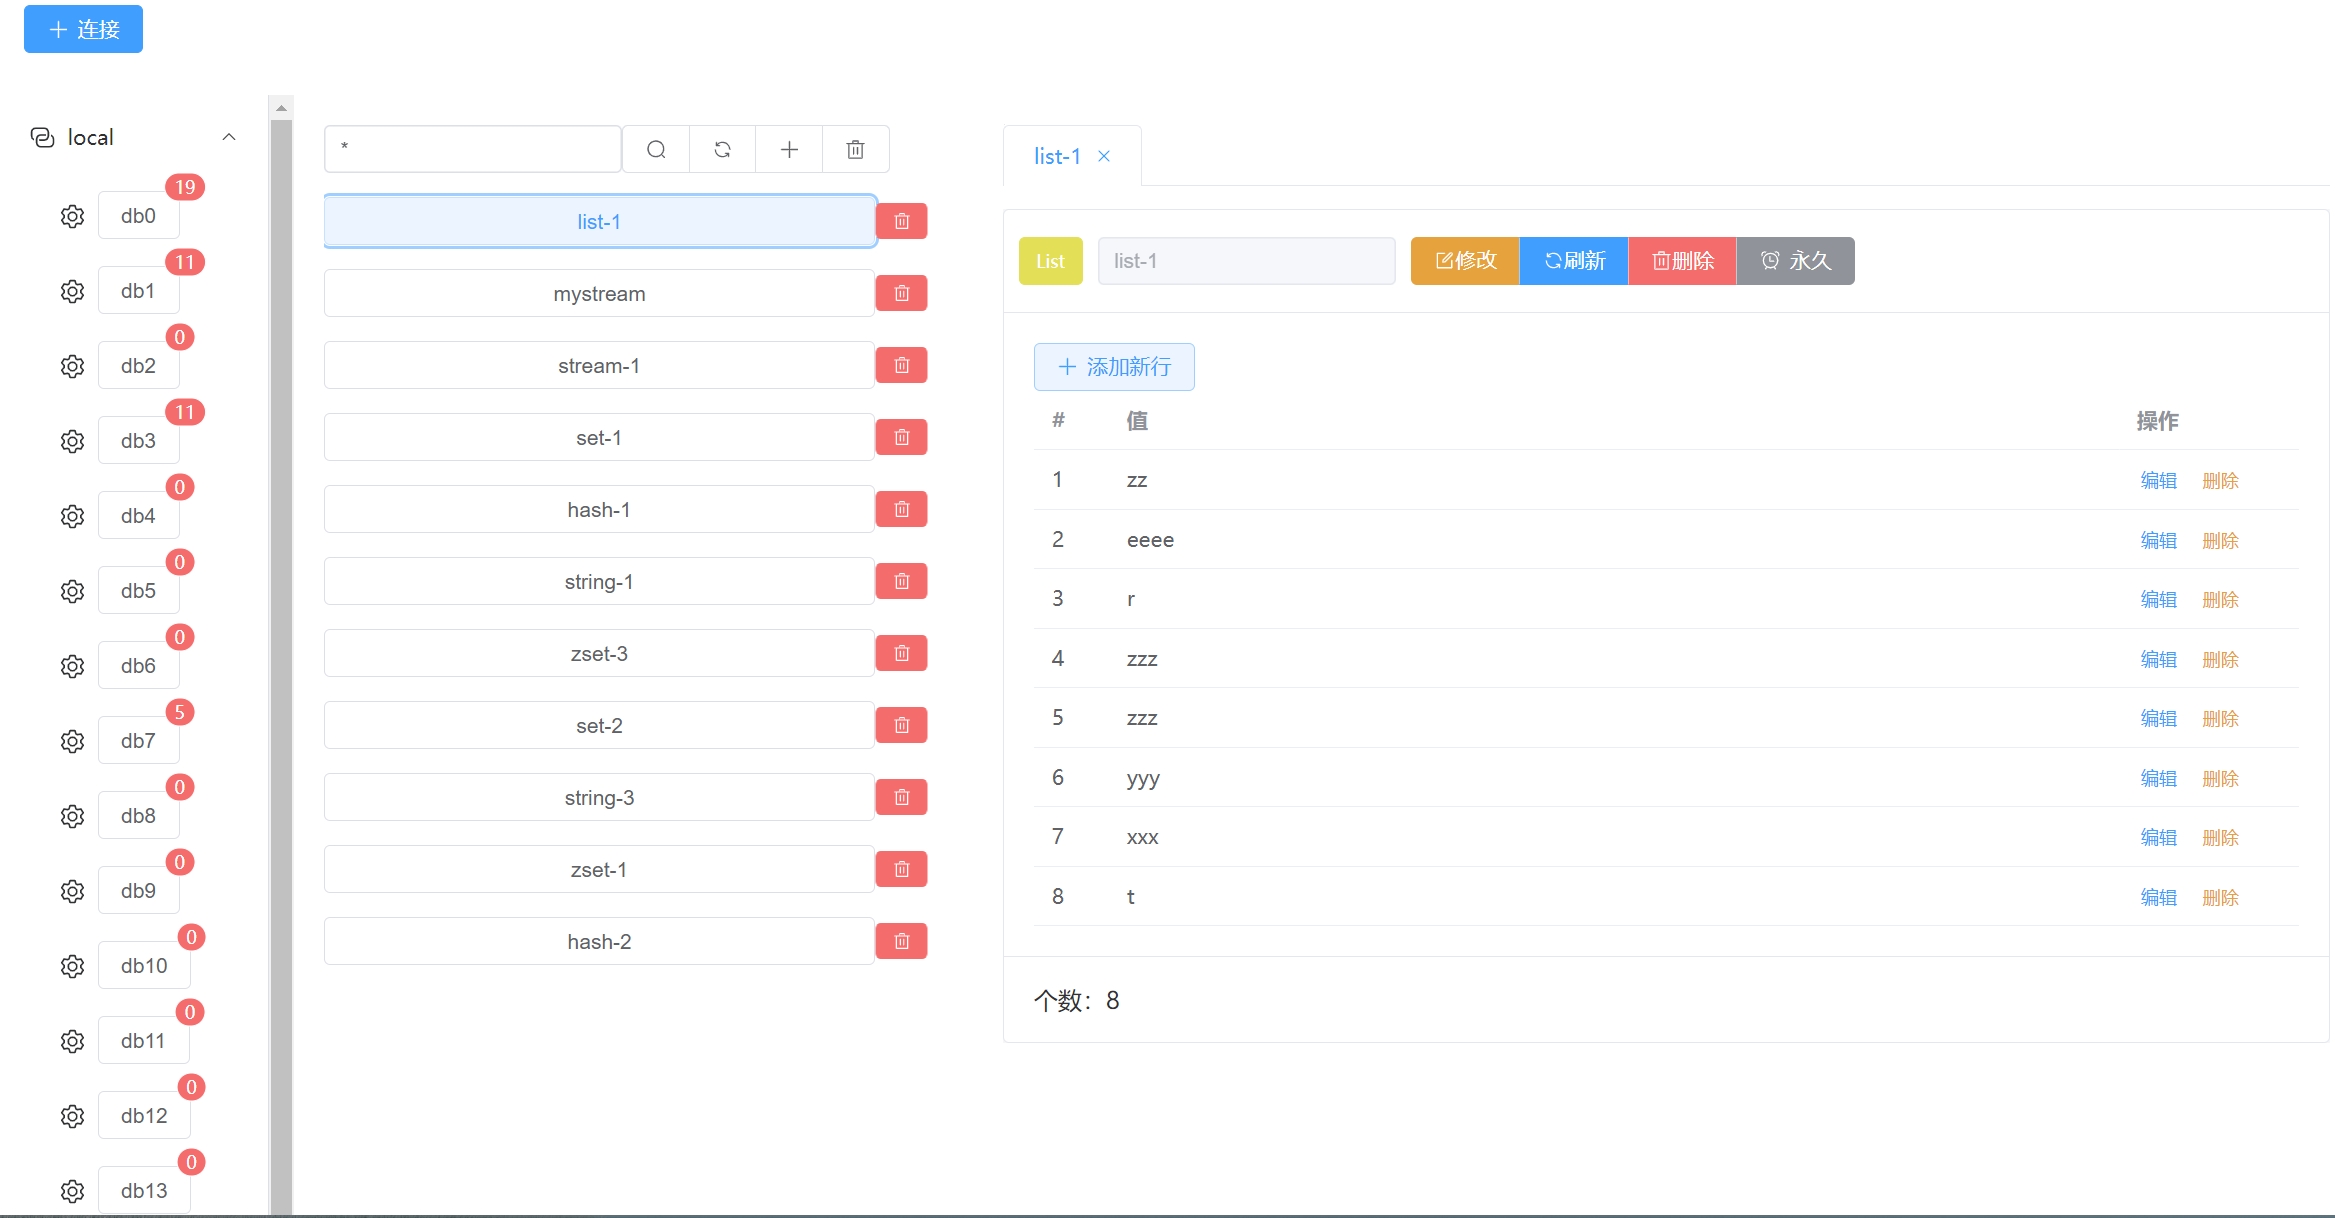 连接
local
19
db0
11
db1
0
db2
11
db3
0
db4
0
db5
0
db6
5
db7
0
db8
0
db9
0
db10
0
db11
0
db12
0
db13
*
list-1
mystream
stream-1
set-1
hash-1
string-1
zset-3
set-2
string-3
zset-1
hash-2
list-1
List list-1 修改 刷新 删除 永久
添加新行
# 值 操作
1 zz 编辑 删除
2 eeee 编辑 删除
3 r 编辑 删除
4 zzz 编辑 删除
5 zzz 编辑 删除
6 yyy 编辑 删除
7 xxx 编辑 删除
8 t 编辑 删除
个数：8